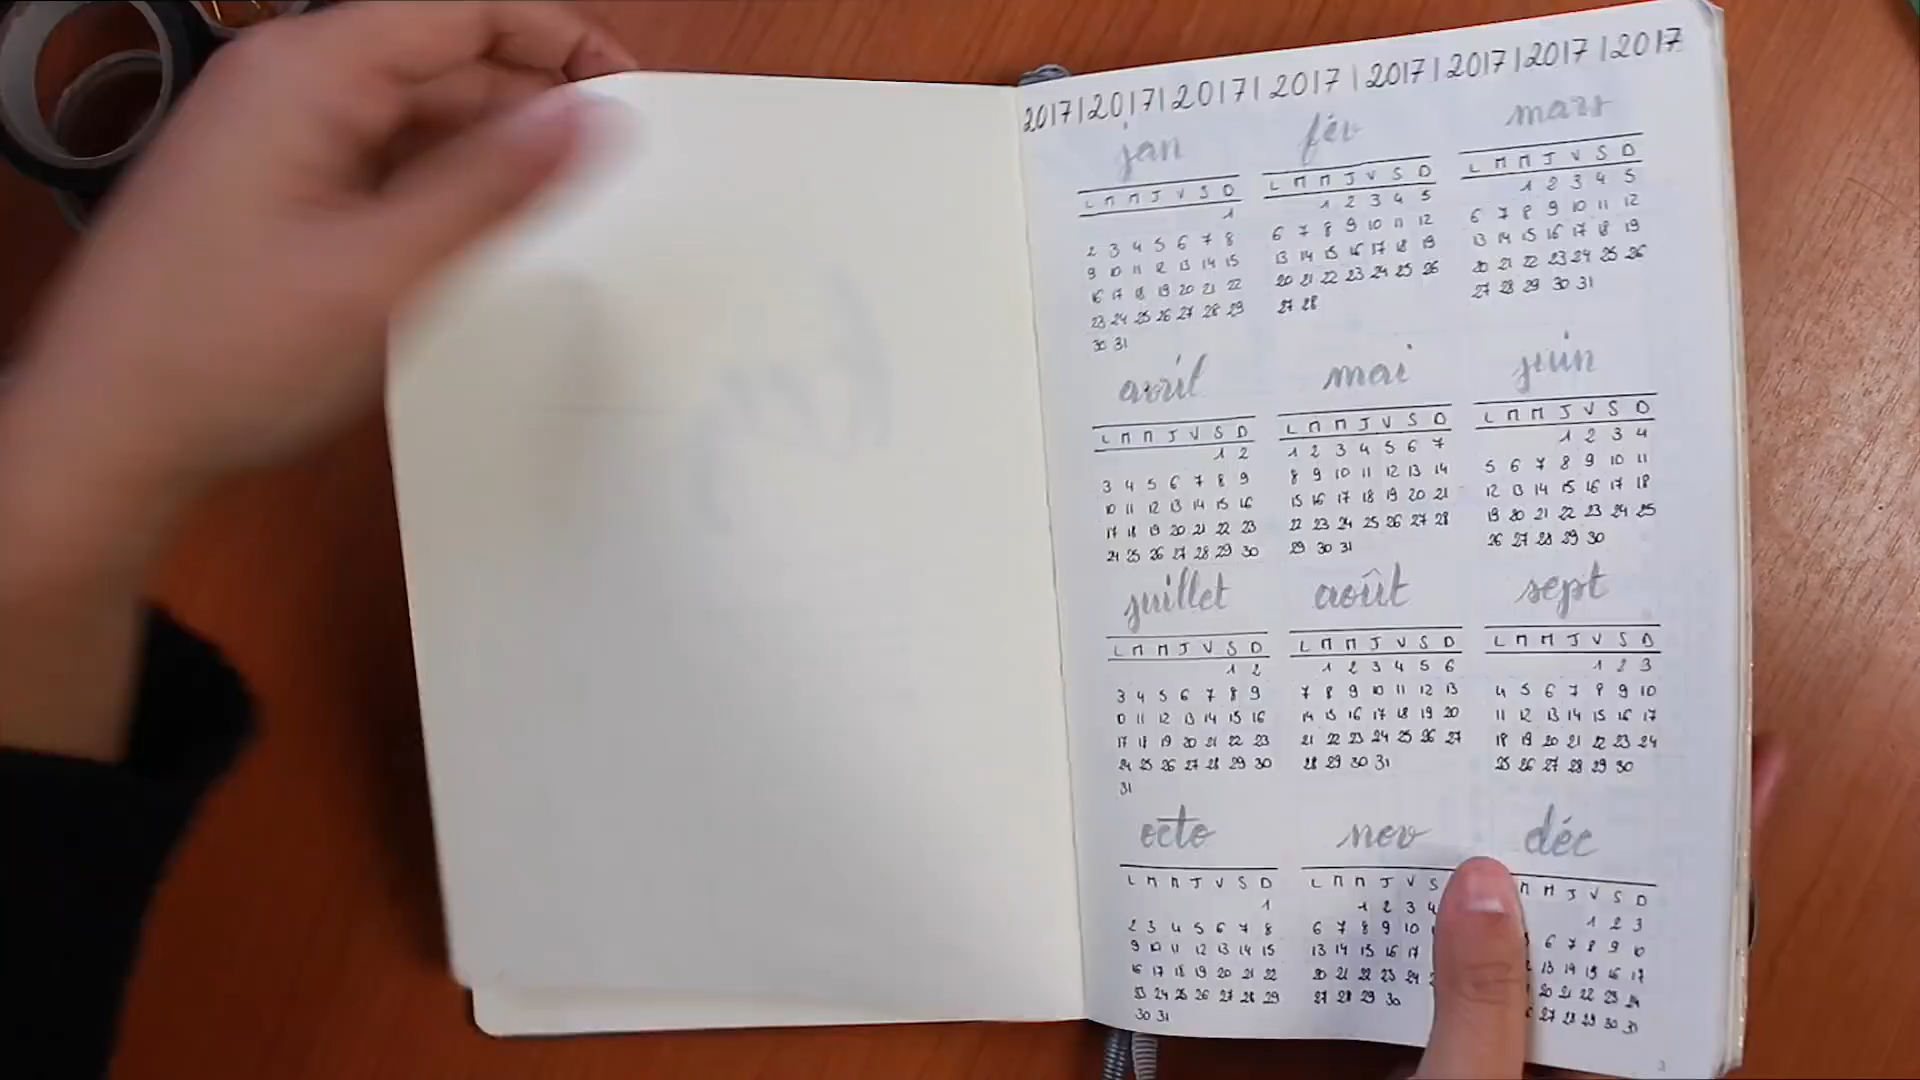 2017|2017|2017|2017|2017|2017|2017|2017
jan
L M M J V S D
1
2 3 4 5 6 7 8
9 10 11 12 13 14 15
16 17 18 19 20 21 22
23 24 25 26 27 28 29
30 31
fév
L M M J V S D
1 2 3 4 5
6 7 8 9 10 11 12
13 14 15 16 17 18 19
20 21 22 23 24 25 26
27 28
mars
L M M J V S D
1 2 3 4 5
6 7 8 9 10 11 12
13 14 15 16 17 18 19
20 21 22 23 24 25 26
27 28 29 30 31
avril
L M M J V S D
1 2
3 4 5 6 7 8 9
10 11 12 13 14 15 16
17 18 19 20 21 22 23
24 25 26 27 28 29 30
mai
L M M J V S D
1 2 3 4 5 6 7
8 9 10 11 12 13 14
15 16 17 18 19 20 21
22 23 24 25 26 27 28
29 30 31
juin
L M M J V S D
1 2 3 4
5 6 7 8 9 10 11
12 13 14 15 16 17 18
19 20 21 22 23 24 25
26 27 28 29 30
juillet
L M M J V S D
1 2
3 4 5 6 7 8 9
10 11 12 13 14 15 16
17 18 19 20 21 22 23
24 25 26 27 28 29 30
31
août
L M M J V S D
1 2 3 4 5 6
7 8 9 10 11 12 13
14 15 16 17 18 19 20
21 22 23 24 25 26 27
28 29 30 31
sept
L M M J V S D
1 2 3
4 5 6 7 8 9 10
11 12 13 14 15 16 17
18 19 20 21 22 23 24
25 26 27 28 29 30
octo
L M M J V S D
1
2 3 4 5 6 7 8
9 10 11 12 13 14 15
16 17 18 19 20 21 22
23 24 25 26 27 28 29
30 31
nov
L M M J V S
1 2 3 4
6 7 8 9 10
13 14 15 16 17
20 21 22 23 24
27 28 29 30
déc
M M J V S D
1 2 3
6 7 8 9 10
13 14 15 16 17
20 21 22 23 24
27 28 29 30 31
3